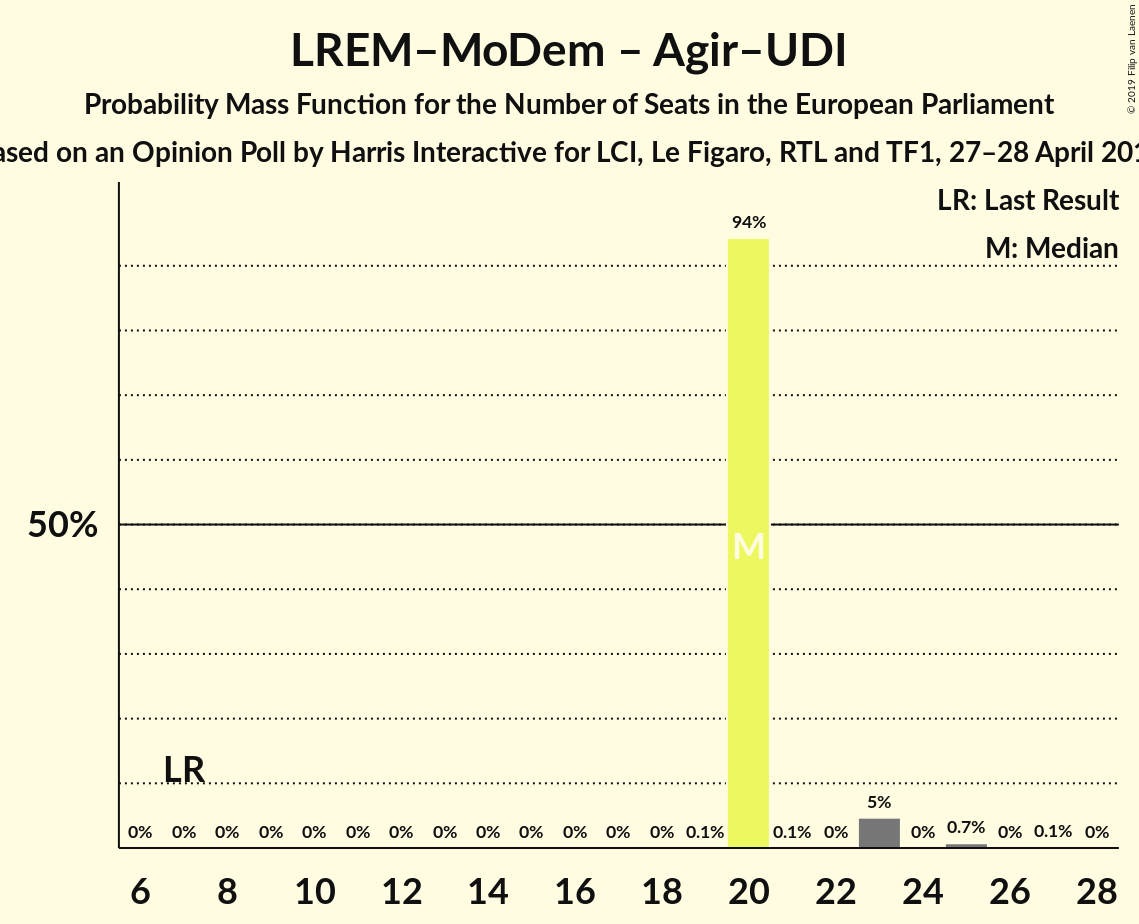 LREM–MoDem – Agir–UDI
Probability Mass Function for the Number of Seats in the European Parliament
ased on an Opinion Poll by Harris Interactive for LCI, Le Figaro, RTL and TF1, 27–28 April 201
© 2019 Filip van Laenen
LR: Last Result
M: Median
94%
50%
M
LR
5%
0% 0% 0% 0% 0% 0% 0% 0% 0% 0% 0% 0% 0% 0.1% 0.1% 0% 0% 0.7% 0% 0.1% 0%
6 8 10 12 14 16 18 20 22 24 26 28